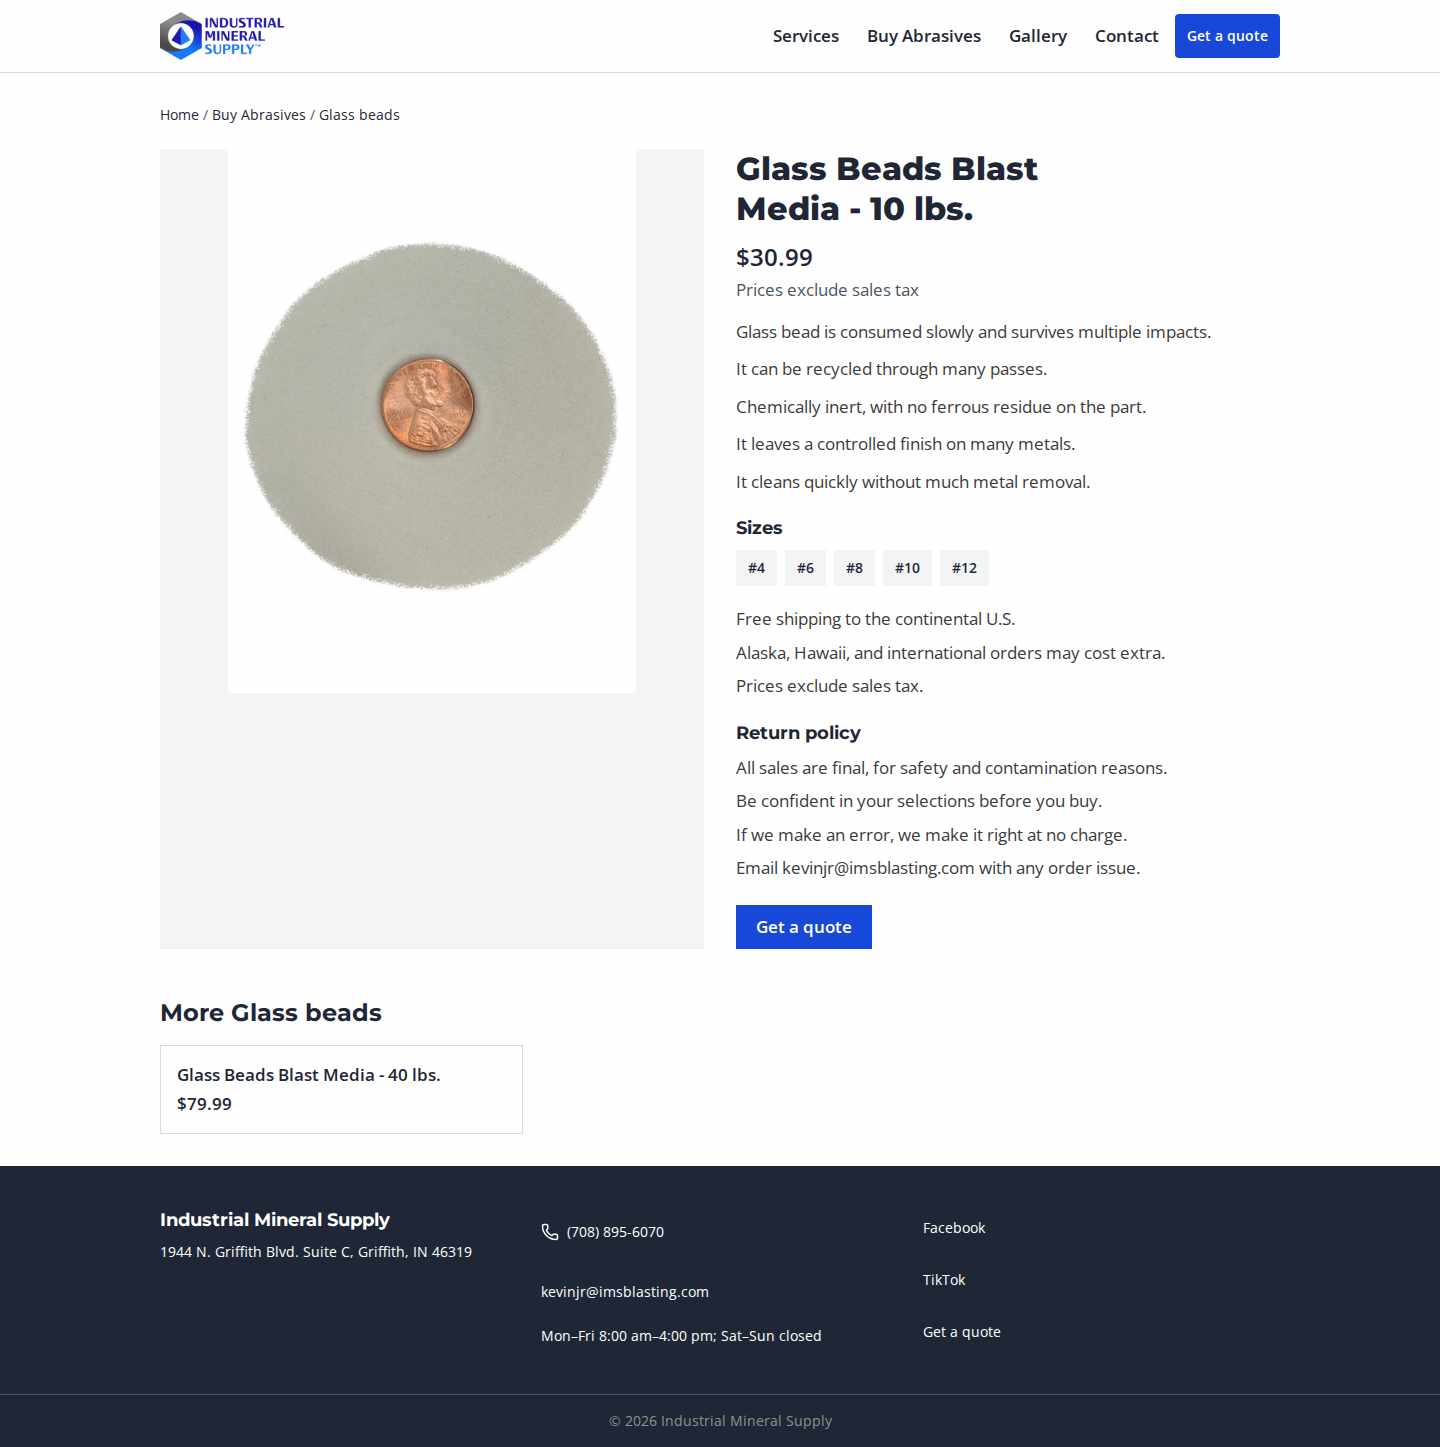 INDUSTRIAL
MINERAL
SUPPLY™
Services
Buy Abrasives
Gallery
Contact
Get a quote
Home / Buy Abrasives / Glass beads
Glass Beads Blast
Media - 10 lbs.
$30.99
Prices exclude sales tax
Glass bead is consumed slowly and survives multiple impacts.
It can be recycled through many passes.
Chemically inert, with no ferrous residue on the part.
It leaves a controlled finish on many metals.
It cleans quickly without much metal removal.
Sizes
#4 #6 #8 #10 #12
Free shipping to the continental U.S.
Alaska, Hawaii, and international orders may cost extra.
Prices exclude sales tax.
Return policy
All sales are final, for safety and contamination reasons.
Be confident in your selections before you buy.
If we make an error, we make it right at no charge.
Email kevinjr@imsblasting.com with any order issue.
Get a quote
More Glass beads
Glass Beads Blast Media - 40 lbs.
$79.99
Industrial Mineral Supply
1944 N. Griffith Blvd. Suite C, Griffith, IN 46319
(708) 895-6070
kevinjr@imsblasting.com
Mon–Fri 8:00 am–4:00 pm; Sat–Sun closed
Facebook
TikTok
Get a quote
© 2026 Industrial Mineral Supply